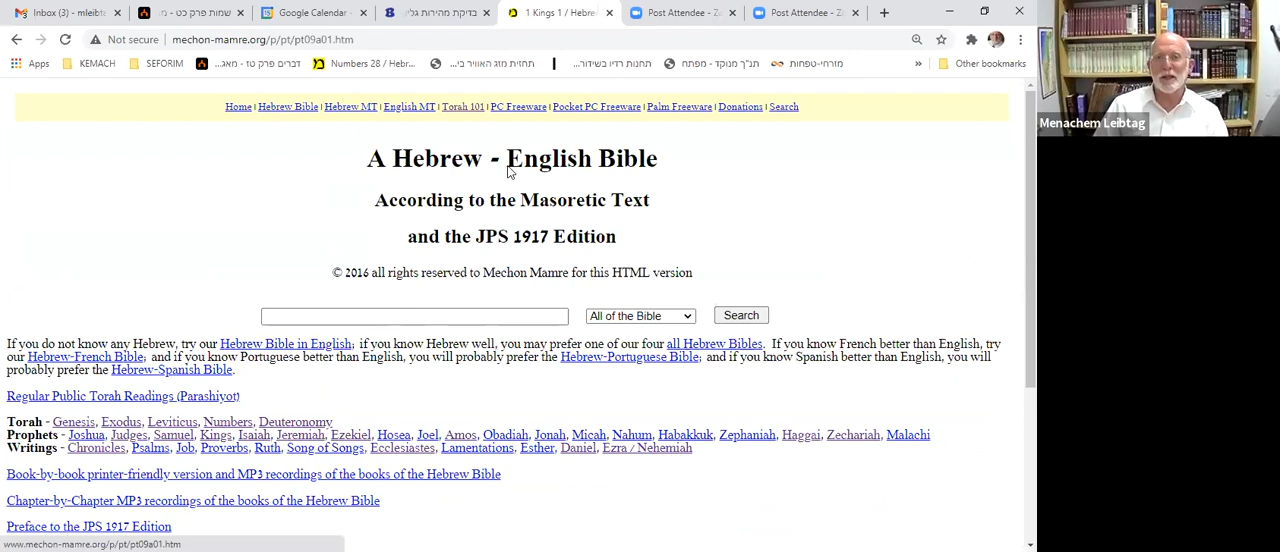 Inbox (3) - mleibta
שמות פרק כט - מ
Google Calendar -
בדיקת מהירות גלי
1 Kings 1 / Hebre
Post Attendee - Ze
Post Attendee - Zo
Not secure | mechon-mamre.org/p/pt/pt09a01.htm
Apps KEMACH SEFORIM דברים פרק טז - מאג... Numbers 28 / Hebr... מזג האוויר בי... תחנות רדיו בשידור... תנ"ך מנוקד - מפתח מזרחי-טפחות... » Other bookmarks
Home | Hebrew Bible | Hebrew MT | English MT | Torah 101 | PC Freeware | Pocket PC Freeware | Palm Freeware | Donations | Search
Menachem Leibtag
A Hebrew - English Bible
According to the Masoretic Text
and the JPS 1917 Edition
© 2016 all rights reserved to Mechon Mamre for this HTML version
All of the Bible Search
If you do not know any Hebrew, try our Hebrew Bible in English; if you know Hebrew well, you may prefer one of our four all Hebrew Bibles. If you know French better than English, try
our Hebrew-French Bible; and if you know Portuguese better than English, you will probably prefer the Hebrew-Portuguese Bible; and if you know Spanish better than English, you will
probably prefer the Hebrew-Spanish Bible.
Regular Public Torah Readings (Parashiyot)
Torah - Genesis, Exodus, Leviticus, Numbers, Deuteronomy
Prophets - Joshua, Judges, Samuel, Kings, Isaiah, Jeremiah, Ezekiel, Hosea, Joel, Amos, Obadiah, Jonah, Micah, Nahum, Habakkuk, Zephaniah, Haggai, Zechariah, Malachi
Writings - Chronicles, Psalms, Job, Proverbs, Ruth, Song of Songs, Ecclesiastes, Lamentations, Esther, Daniel, Ezra / Nehemiah
Book-by-book printer-friendly version and MP3 recordings of the books of the Hebrew Bible
Chapter-by-Chapter MP3 recordings of the books of the Hebrew Bible
Preface to the JPS 1917 Edition
www.mechon-mamre.org/p/pt/pt09a01.htm